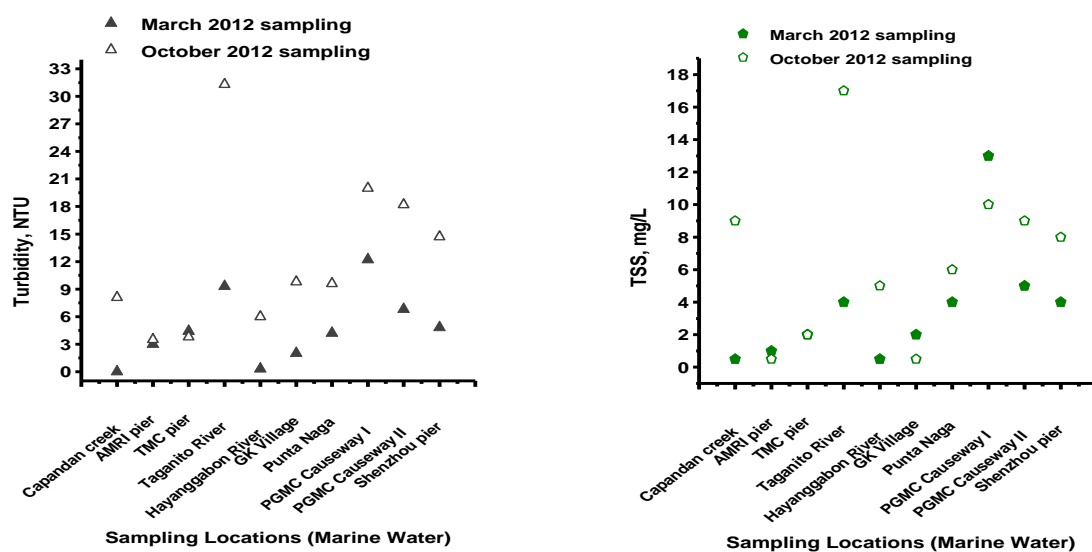 March 2012 sampling
October 2012 sampling
33
30
27
24
21
18
15
12
9
6
3
0
Turbidity, NTU
Capandan creek
AMRI pier
TMC pier
Taganito River
Hayanggabon River
GK Village
Punta Naga
PGMC Causeway I
PGMC Causeway II
Shenzhou pier
Sampling Locations (Marine Water)
March 2012 sampling
October 2012 sampling
18
16
14
12
10
8
6
4
2
0
TSS, mg/L
Capandan creek
AMRI pier
TMC pier
Taganito River
Hayanggabon River
GK Village
Punta Naga
PGMC Causeway I
PGMC Causeway II
Shenzhou pier
Sampling Locations (Marine Water)